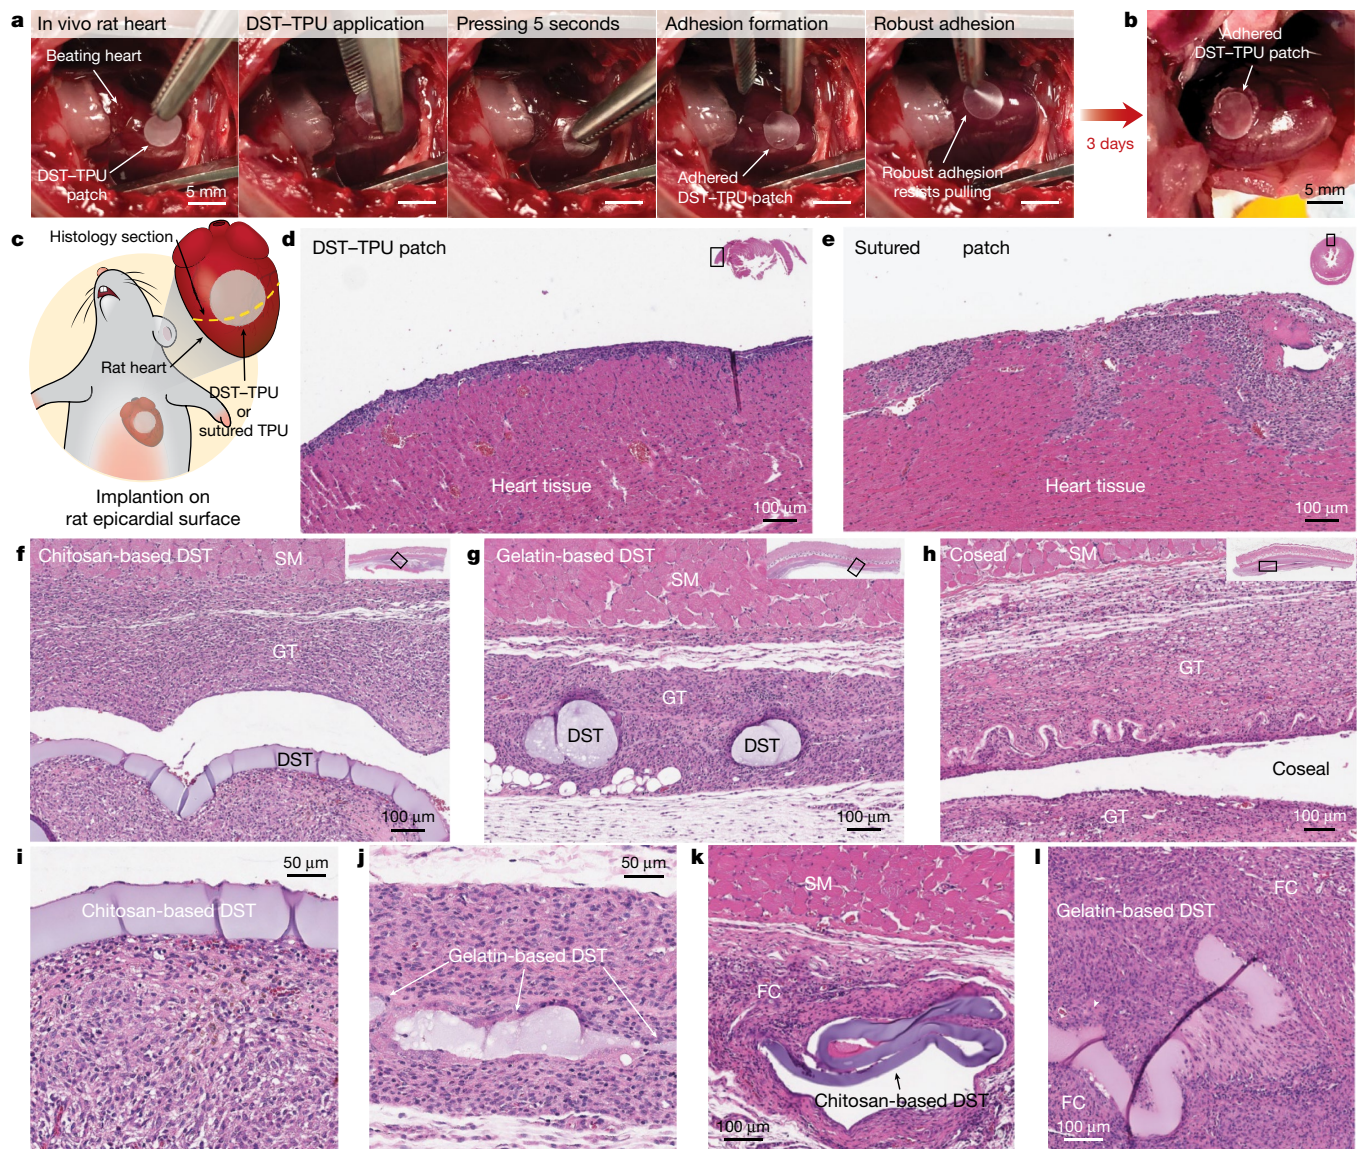 a
In vivo rat heart
DST–TPU application
Pressing 5 seconds
Adhesion formation
Robust adhesion
Beating heart
DST–TPU
patch
5 mm
Adhered
DST–TPU patch
Robust adhesion
resists pulling
3 days
b
Adhered
DST–TPU patch
5 mm
c
Histology section
Rat heart
DST–TPU
or
sutured TPU
Implantion on
rat epicardial surface
d
DST–TPU patch
Heart tissue
100 µm
e
Sutured patch
Heart tissue
100 µm
f
Chitosan-based DST
SM
GT
DST
100 µm
g
Gelatin-based DST
SM
GT
DST
DST
100 µm
h
Coseal
SM
GT
Coseal
GT
100 µm
i
50 µm
Chitosan-based DST
j
50 µm
Gelatin-based DST
k
SM
FC
Chitosan-based DST
100 µm
l
FC
Gelatin-based DST
FC
100 µm